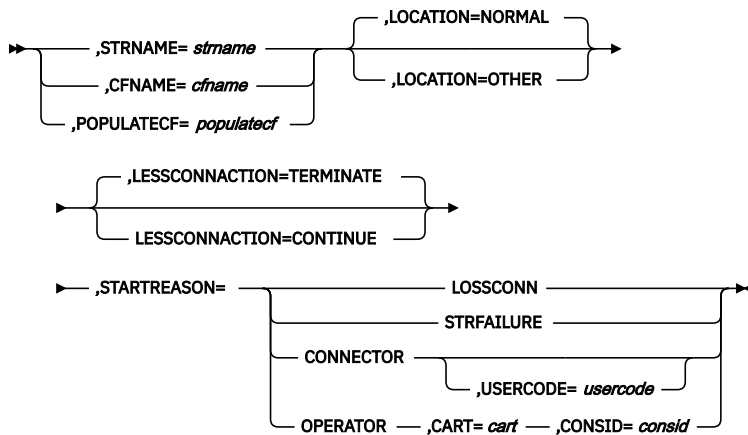 ,LOCATION=NORMAL
,STRNAME= strname
,CFNAME= cfname
,LOCATION=OTHER
,POPULATECF= populatecf
,LESSCONNACTION=TERMINATE
LESSCONNACTION=CONTINUE
,STARTREASON= LOSSCONN
STRFAILURE
CONNECTOR
,USERCODE= usercode
OPERATOR ,CART= cart ,CONSID= consid